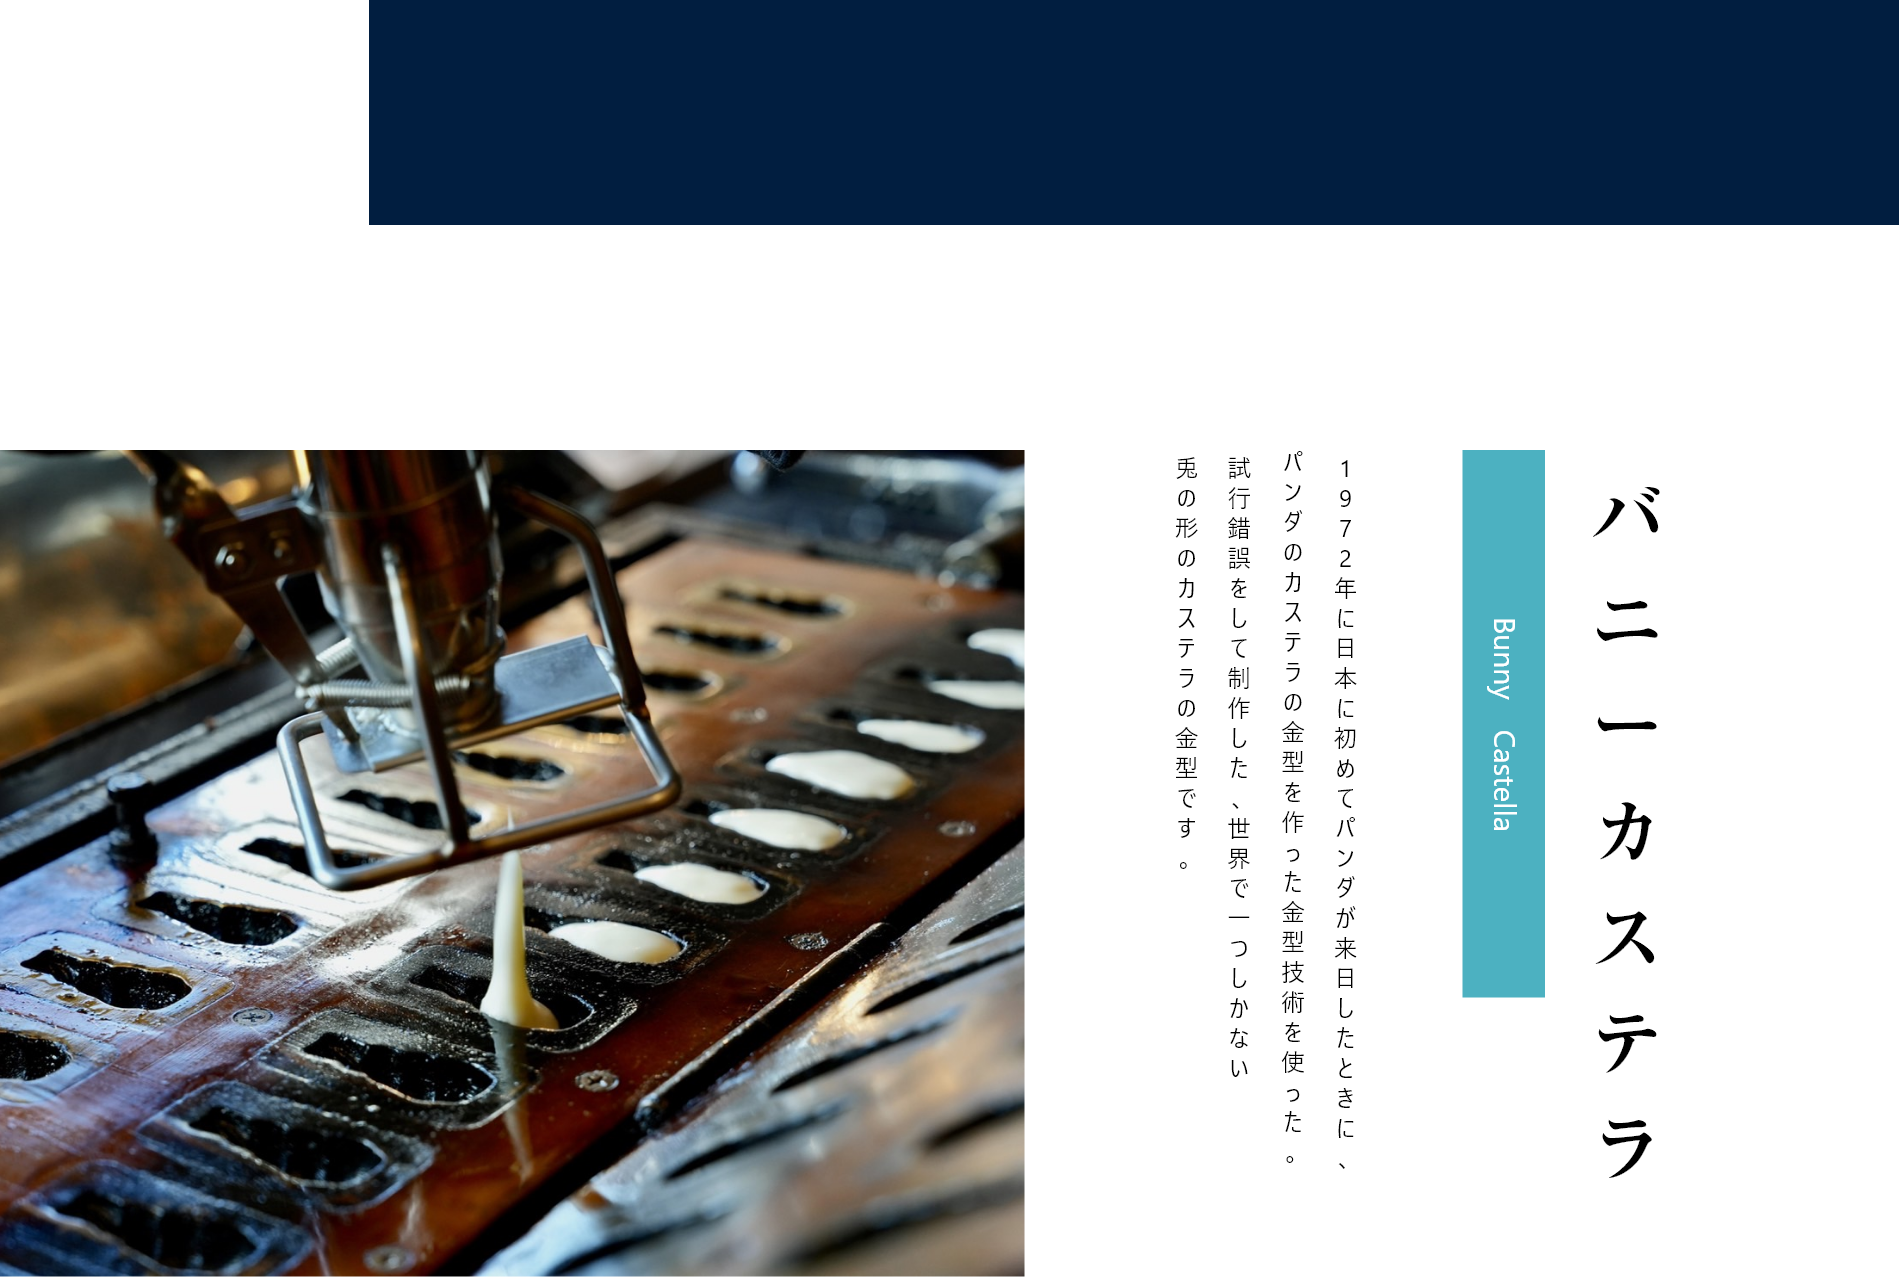 バニーカステラ
Bunny Castella
1972年に日本に初めてパンダが来日したときに、
パンダのカステラの金型を作った金型技術を使った。
試行錯誤をして制作した、世界で一つしかない
兎の形のカステラの金型です。